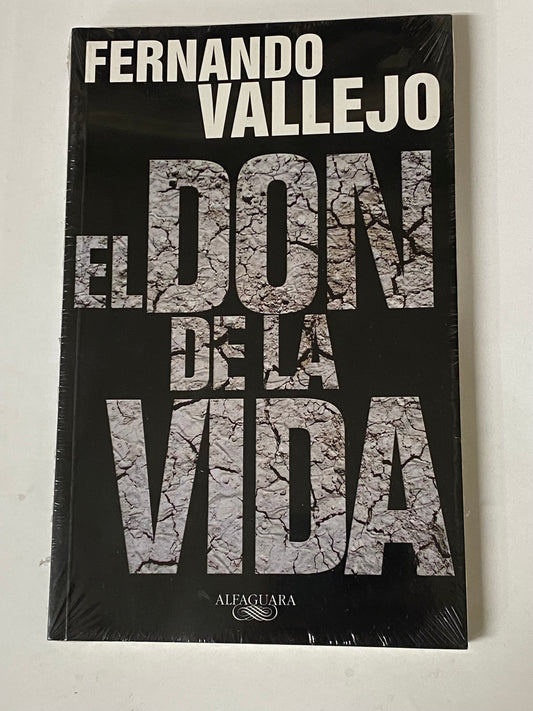 FERNANDO
VALLEJO
EL DON
DE LA
VIDA
ALFAGUARA